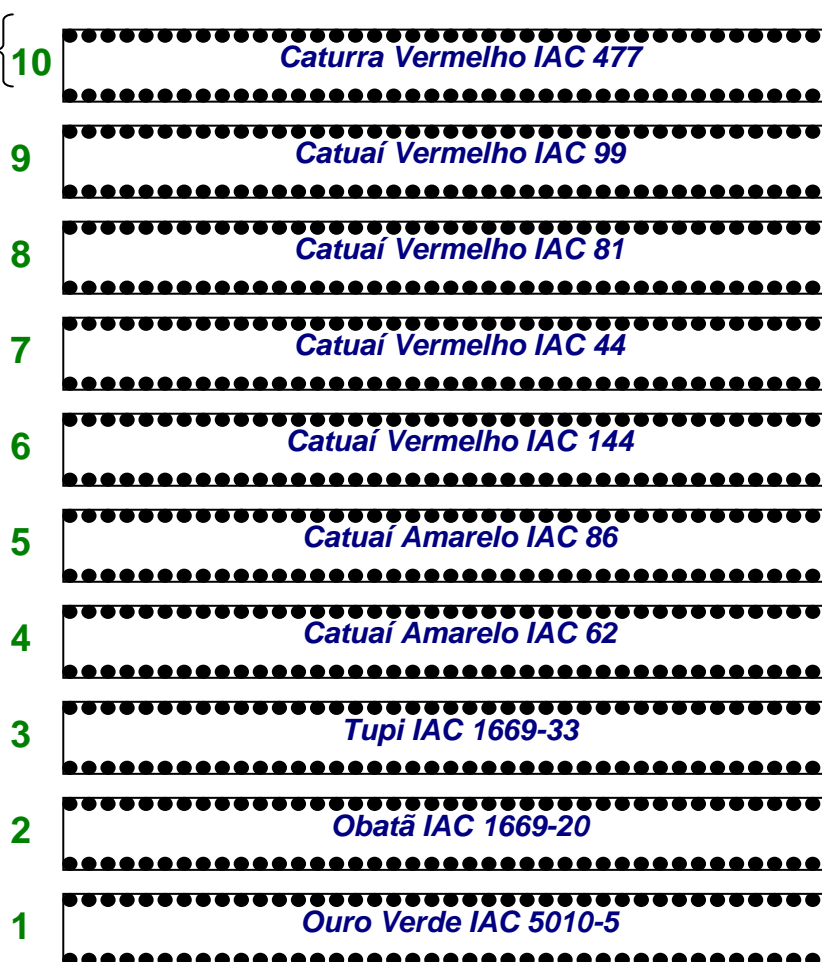 10 Caturra Vermelho IAC 477
9 Catuaí Vermelho IAC 99
8 Catuaí Vermelho IAC 81
7 Catuaí Vermelho IAC 44
6 Catuaí Vermelho IAC 144
5 Catuaí Amarelo IAC 86
4 Catuaí Amarelo IAC 62
3 Tupi IAC 1669-33
2 Obatã IAC 1669-20
1 Ouro Verde IAC 5010-5